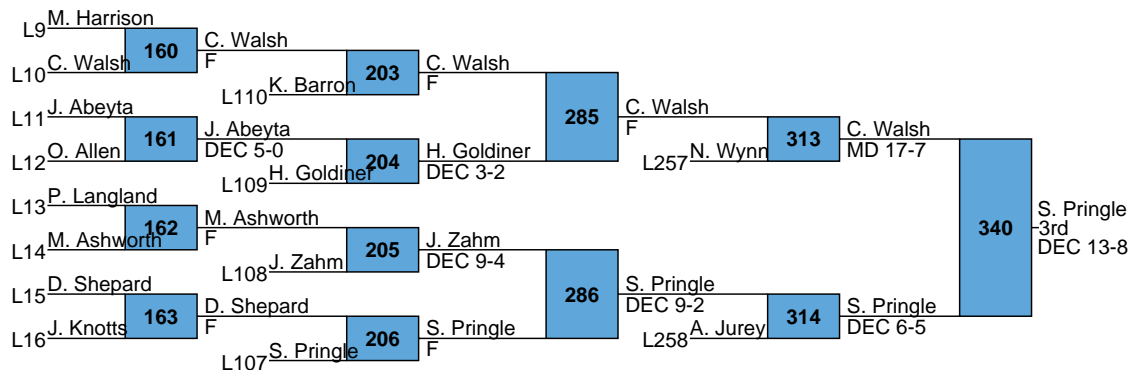 M. Harrison
L9
160
C. Walsh
F
L10
C. Walsh
203
C. Walsh
F
K. Barron
L110
285
C. Walsh
F
L11
J. Abeyta
161
J. Abeyta
DEC 5-0
L12
O. Allen
204
H. Goldiner
DEC 3-2
L109
H. Goldiner
313
C. Walsh
MD 17-7
L257
N. Wynn
L13
P. Langland
162
M. Ashworth
F
L14
M. Ashworth
205
J. Zahm
DEC 9-4
L108
J. Zahm
340
S. Pringle
3rd
DEC 13-8
286
S. Pringle
DEC 9-2
L15
D. Shepard
163
D. Shepard
F
L16
J. Knotts
206
S. Pringle
F
L107
S. Pringle
314
S. Pringle
DEC 6-5
L258
A. Jurey